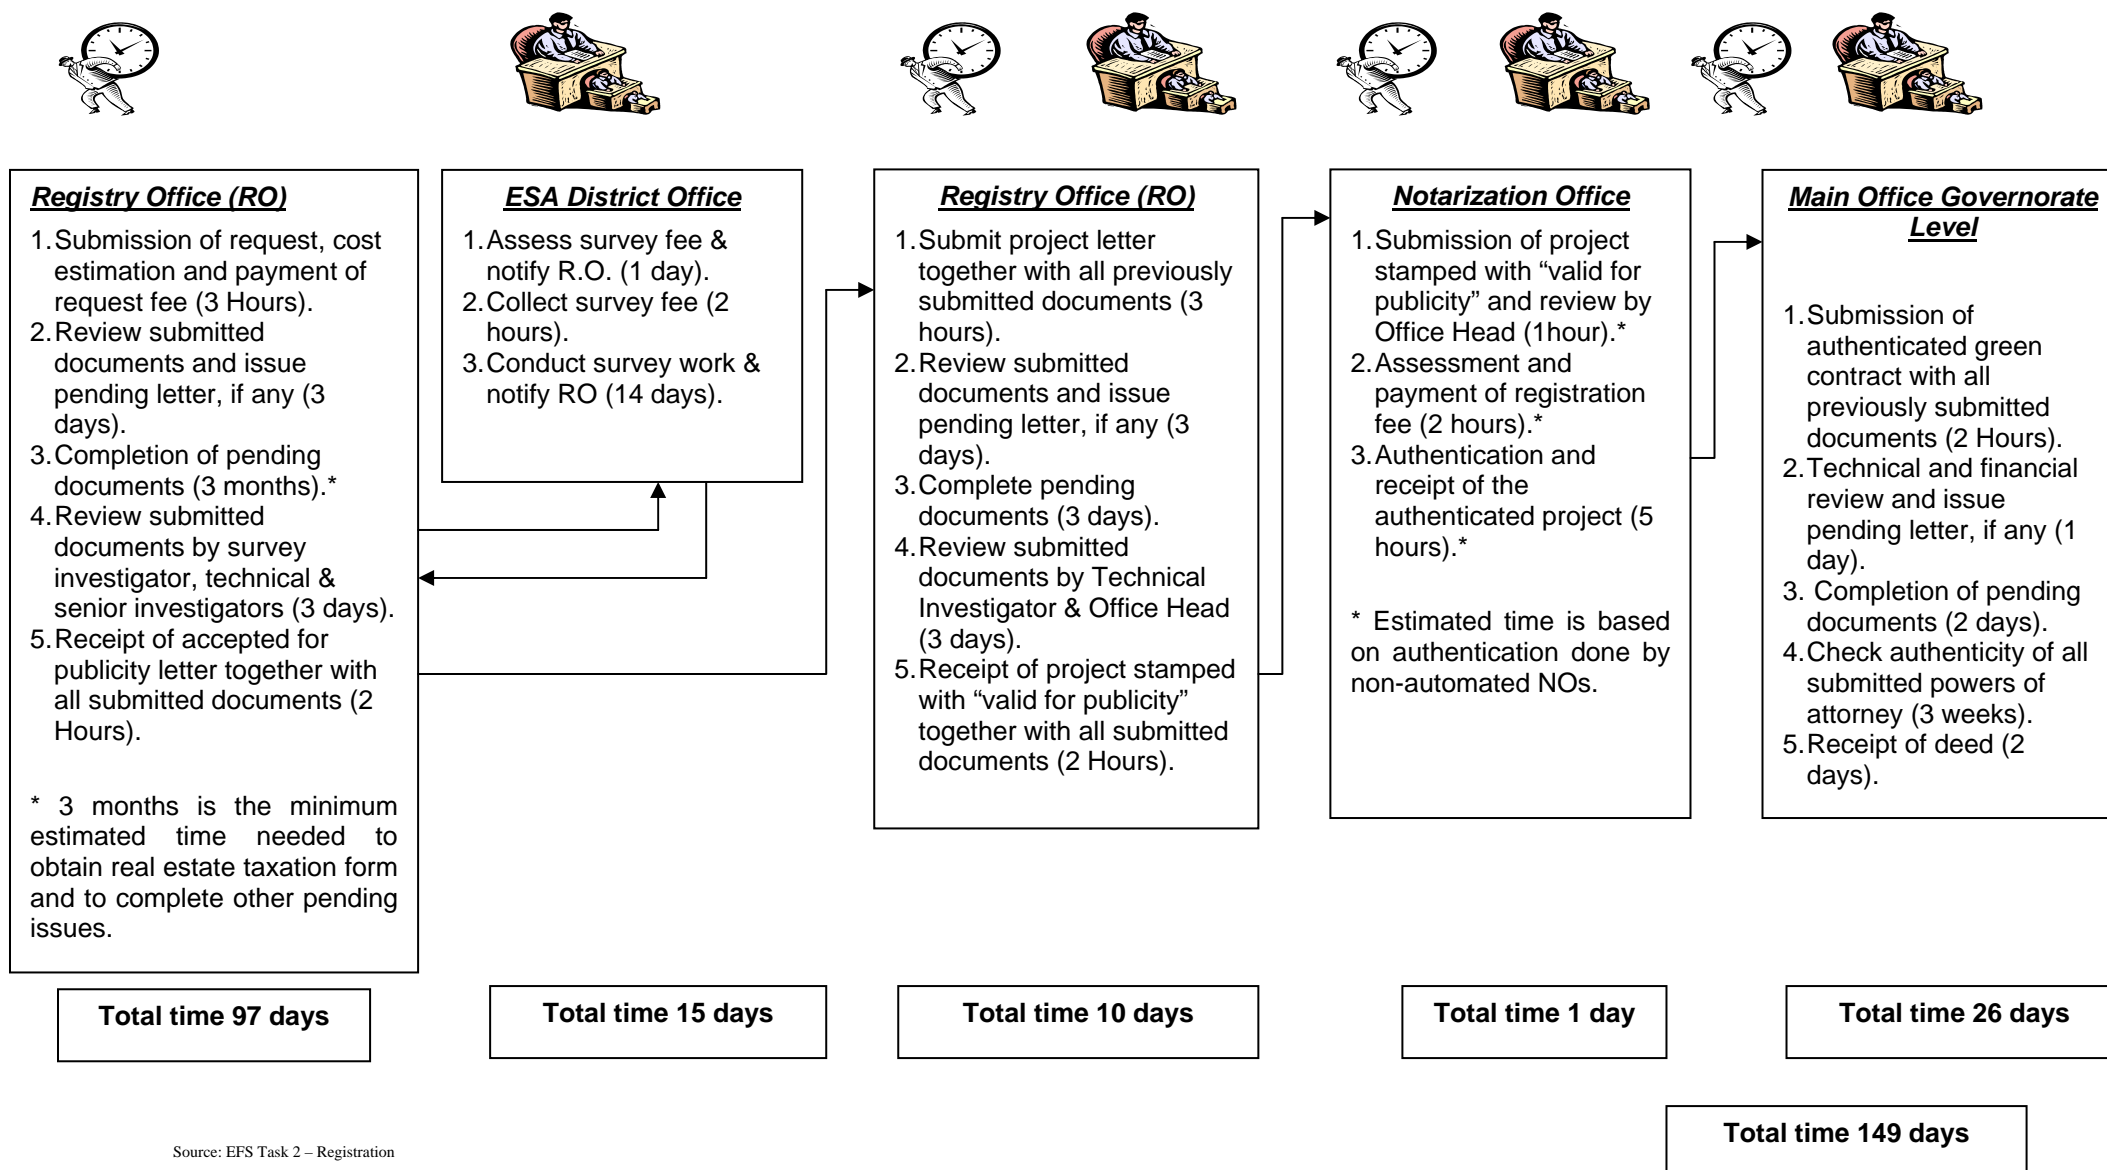 Registry Office (RO)
1. Submission of request, cost
estimation and payment of
request fee (3 Hours).
2. Review submitted
documents and issue
pending letter, if any (3
days).
3. Completion of pending
documents (3 months).*
4. Review submitted
documents by survey
investigator, technical &
senior investigators (3 days).
5. Receipt of accepted for
publicity letter together with
all submitted documents (2
Hours).
* 3 months is the minimum
estimated time needed to
obtain real estate taxation form
and to complete other pending
issues.
Total time 97 days
ESA District Office
1. Assess survey fee &
notify R.O. (1 day).
2. Collect survey fee (2
hours).
3. Conduct survey work &
notify RO (14 days).
Total time 15 days
Registry Office (RO)
1. Submit project letter
together with all previously
submitted documents (3
hours).
2. Review submitted
documents and issue
pending letter, if any (3
days).
3. Complete pending
documents (3 days).
4. Review submitted
documents by Technical
Investigator & Office Head
(3 days).
5. Receipt of project stamped
with “valid for publicity”
together with all submitted
documents (2 Hours).
Total time 10 days
Notarization Office
1. Submission of project
stamped with “valid for
publicity” and review by
Office Head (1hour).*
2. Assessment and
payment of registration
fee (2 hours).*
3. Authentication and
receipt of the
authenticated project (5
hours).*
* Estimated time is based
on authentication done by
non-automated NOs.
Total time 1 day
Main Office Governorate
Level
1. Submission of
authenticated green
contract with all
previously submitted
documents (2 Hours).
2. Technical and financial
review and issue
pending letter, if any (1
day).
3. Completion of pending
documents (2 days).
4. Check authenticity of all
submitted powers of
attorney (3 weeks).
5. Receipt of deed (2
days).
Total time 26 days
Total time 149 days
Source: EFS Task 2 – Registration